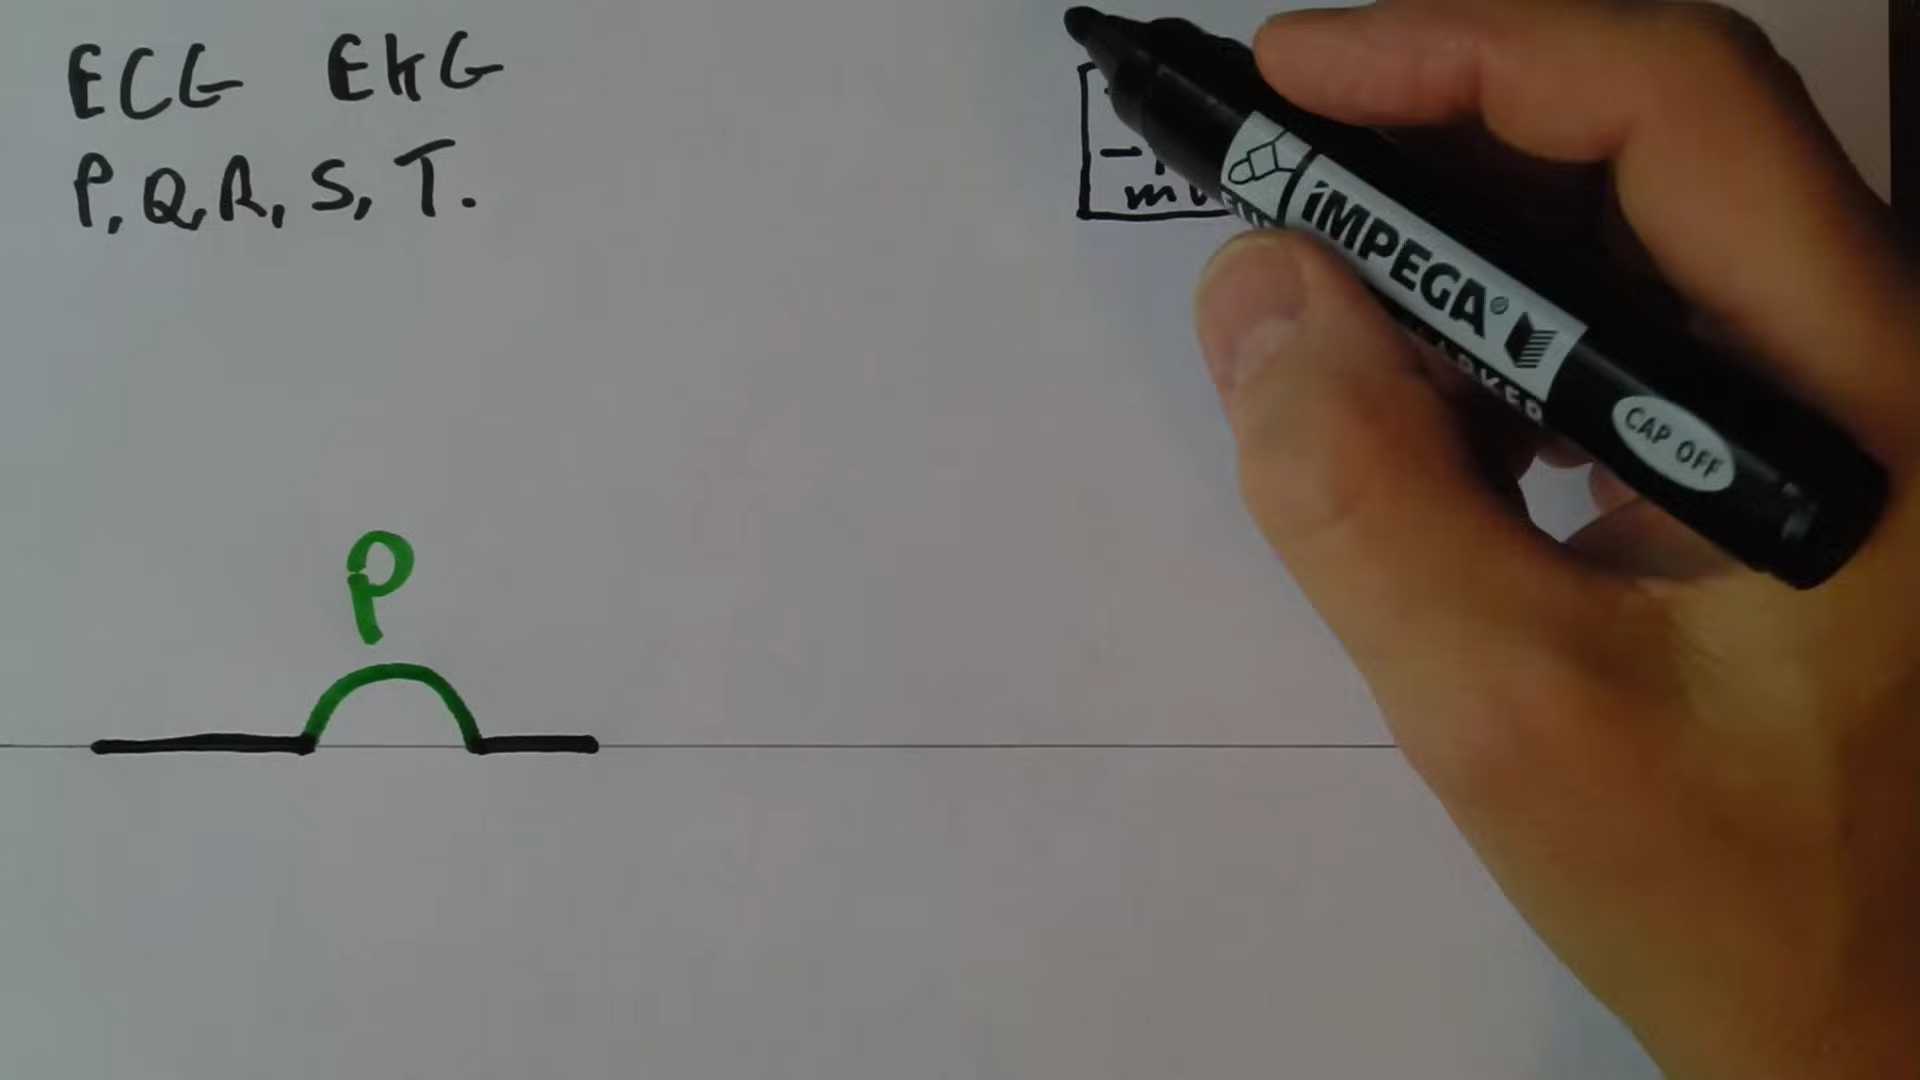 ECG EKG
P, Q, R, S, T.
iMPEGA®
CAP OFF
P